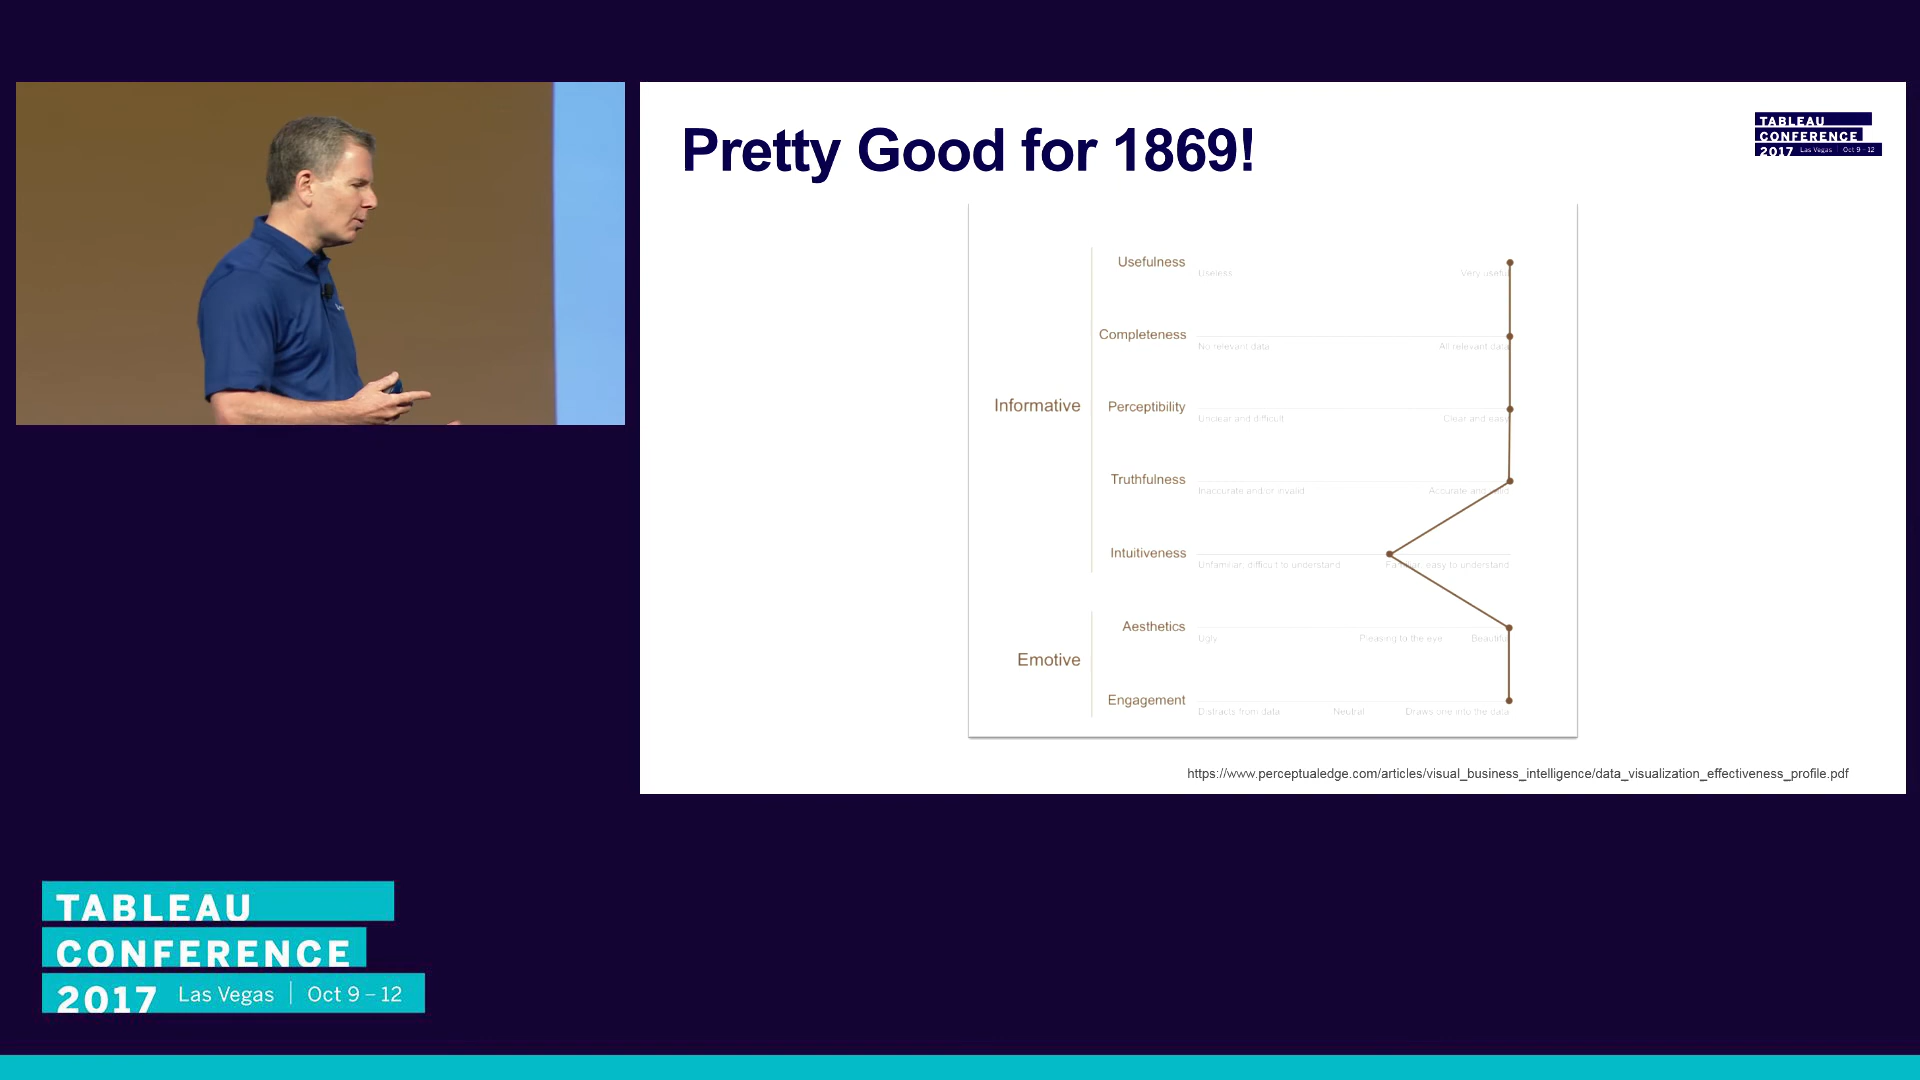 Pretty Good for 1869!
TABLEAU
CONFERENCE
2017 Las Vegas | Oct 9 - 12
Usefulness
Useless Very useful
Completeness
No relevant data All relevant data
Informative
Perceptibility
Unclear and difficult Clear and easy
Truthfulness
Inaccurate and/or invalid Accurate and
Intuitiveness
Unfamiliar, difficult to understand Familiar, easy to understand
Aesthetics
Ugly Pleasing to the eye Beautiful
Emotive
Engagement
Distracts from data Neutral Draws one into the data
https://www.perceptualedge.com/articles/visual_business_intelligence/data_visualization_effectiveness_profile.pdf
TABLEAU
CONFERENCE
2017 Las Vegas | Oct 9 – 12